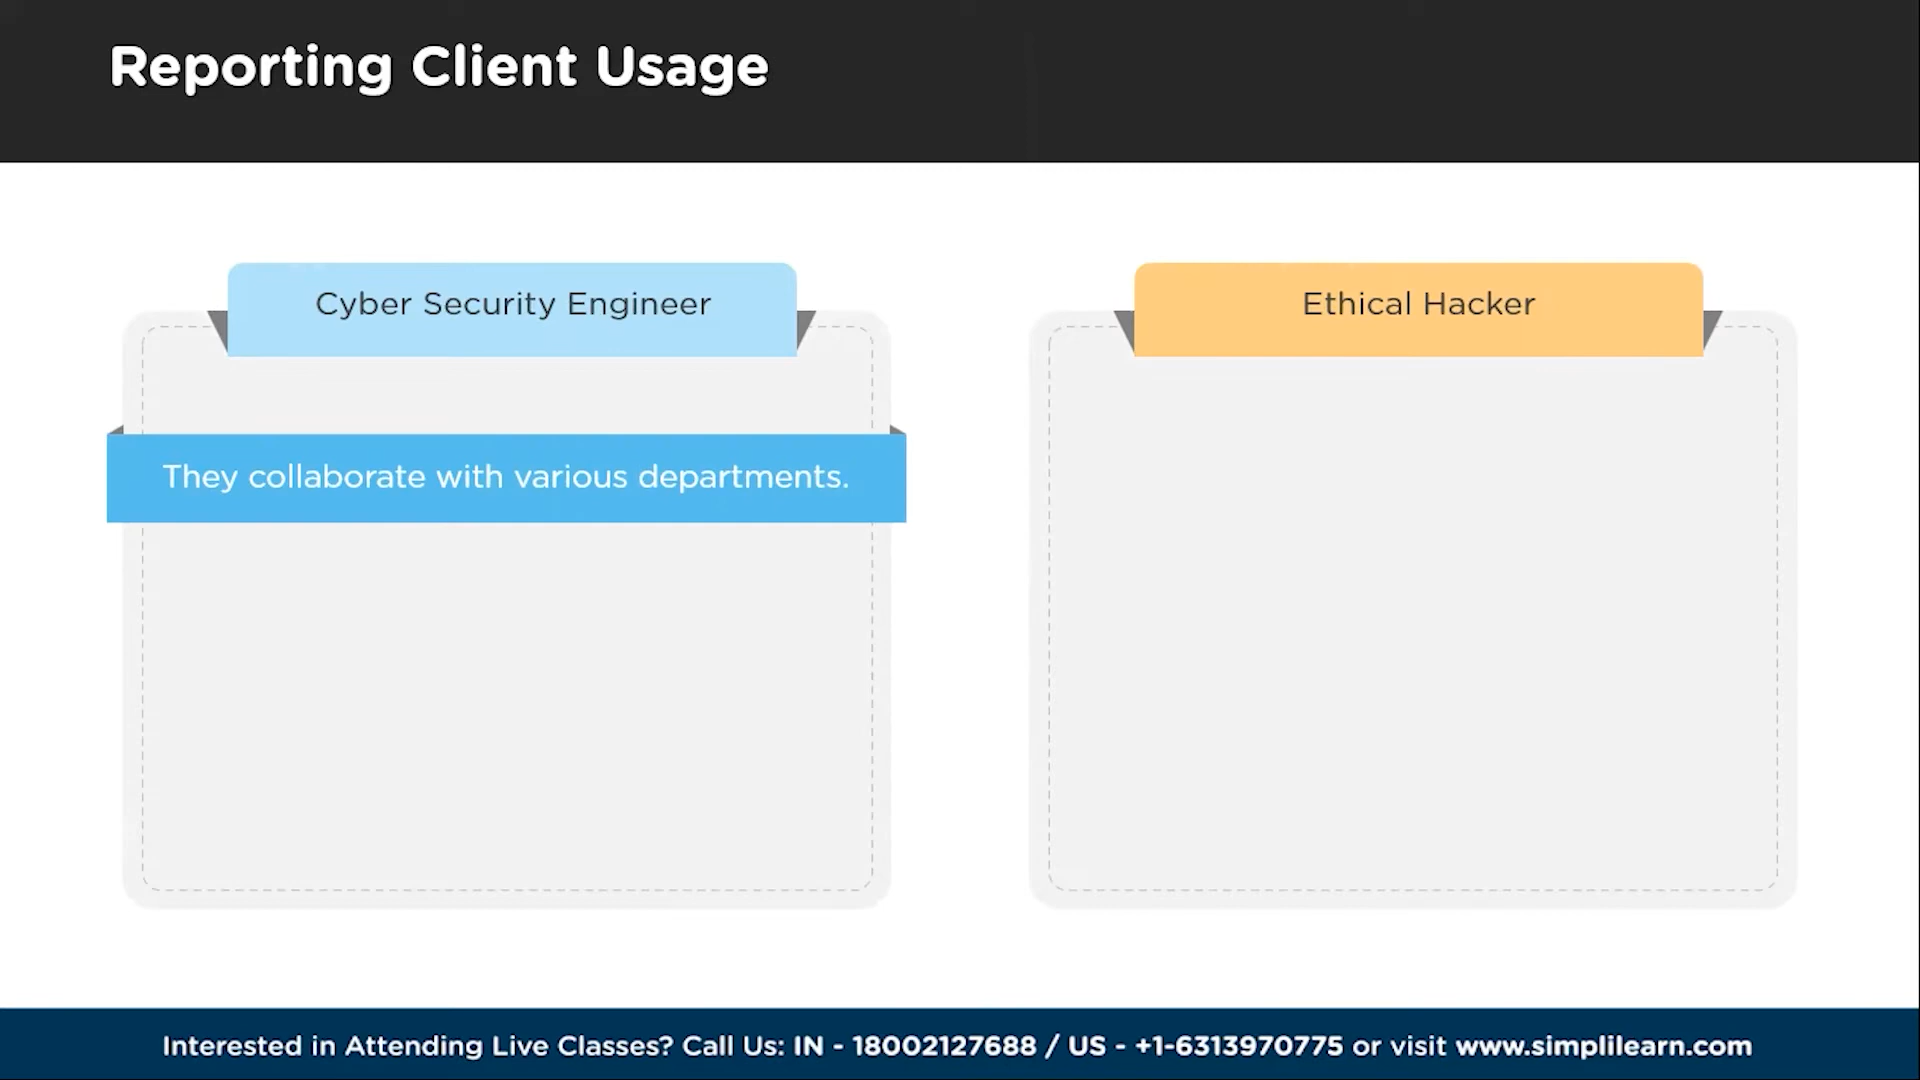 Reporting Client Usage
Cyber Security Engineer
Ethical Hacker
They collaborate with various departments.
Interested in Attending Live Classes? Call Us: IN - 18002127688 / US - +1-6313970775 or visit www.simplilearn.com